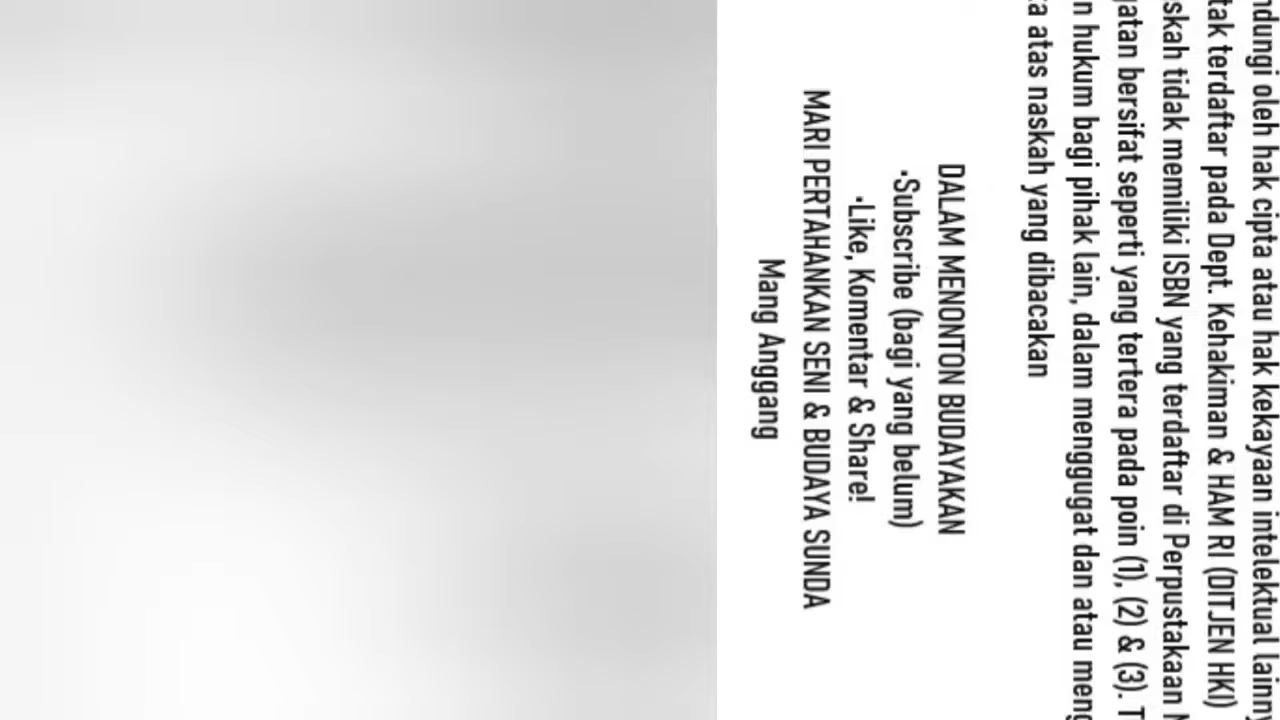 ndungi oleh hak cipta atau hak kekayaan intelektual lainny
tak terdaftar pada Dept. Kehakiman & HAM RI (DITJEN HKI)
skah tidak memiliki ISBN yang terdaftar di Perpustakaan N
gatan bersifat seperti yang tertera pada poin (1), (2) & (3). T
n hukum bagi pihak lain, dalam menggugat dan atau meng
a atas naskah yang dibacakan
DALAM MENONTON BUDAYAKAN
•Subscribe (bagi yang belum)
•Like, Komentar & Share!
MARI PERTAHANKAN SENI & BUDAYA SUNDA
Mang Anggang